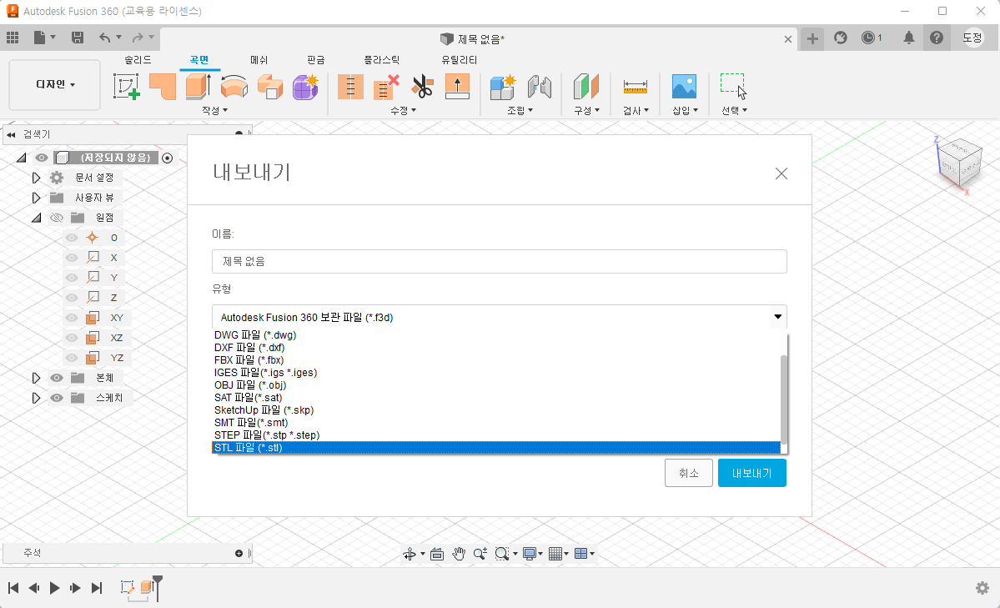 Autodesk Fusion 360 (교육용 라이센스)
제목 없음*
1
도정
솔리드 곡면 메쉬 판금 플라스틱 유틸리티
디자인
작성 수정 조립 구성 검사 삽입 선택
검색기
(저장되지 않음)
문서 설정
사용자 뷰
원점
O
X
Y
Z
XY
XZ
YZ
본체
스케치
Z
X
내보내기
이름:
제목 없음
유형
Autodesk Fusion 360 보관 파일 (*.f3d)
DWG 파일 (*.dwg)
DXF 파일 (*.dxf)
FBX 파일 (*.fbx)
IGES 파일(*.igs *.iges)
OBJ 파일 (*.obj)
SAT 파일(*.sat)
SketchUp 파일 (*.skp)
SMT 파일(*.smt)
STEP 파일(*.stp *.step)
STL 파일 (*.stl)
취소 내보내기
주석